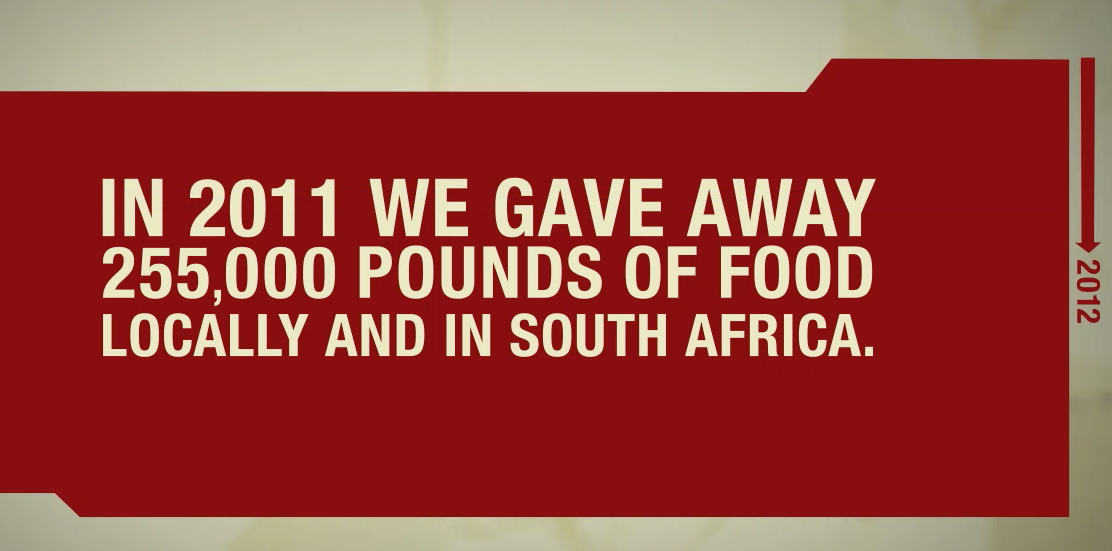 IN 2011 WE GAVE AWAY
255,000 POUNDS OF FOOD
LOCALLY AND IN SOUTH AFRICA.
2012